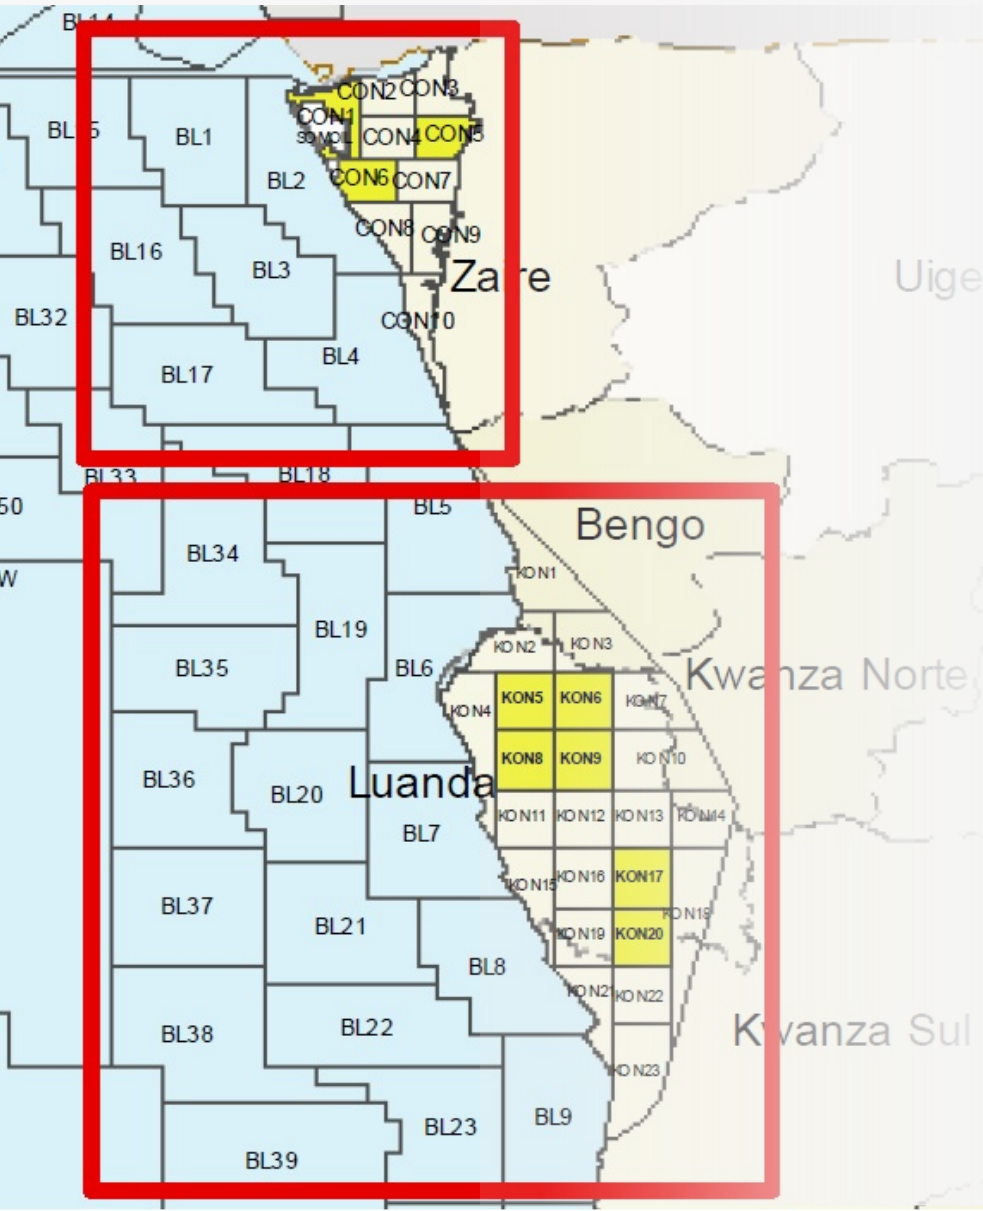 BL14
CON2 CON3
CON1
SOMOIL
BL15
BL1
CON4 CON5
BL2
CON6 CON7
CON8 CON9
BL16
BL3
Zaire
Uige
BL32
CON10
BL4
BL17
BL33
BL18
50
BL5
Bengo
BL34
W
KON1
BL19
KON2 KON3
BL35
BL6
Kwanza Norte
KON4 KON5 KON6 KON7
KON8 KON9 KON10
BL36
Luanda
BL20
BL7
KON11 KON12 KON13 KON14
KON15 KON16 KON17
BL37
KON18
BL21
KON19 KON20
BL8
KON21 KON22
BL38
BL22
Kwanza Sul
KON23
BL23
BL9
BL39